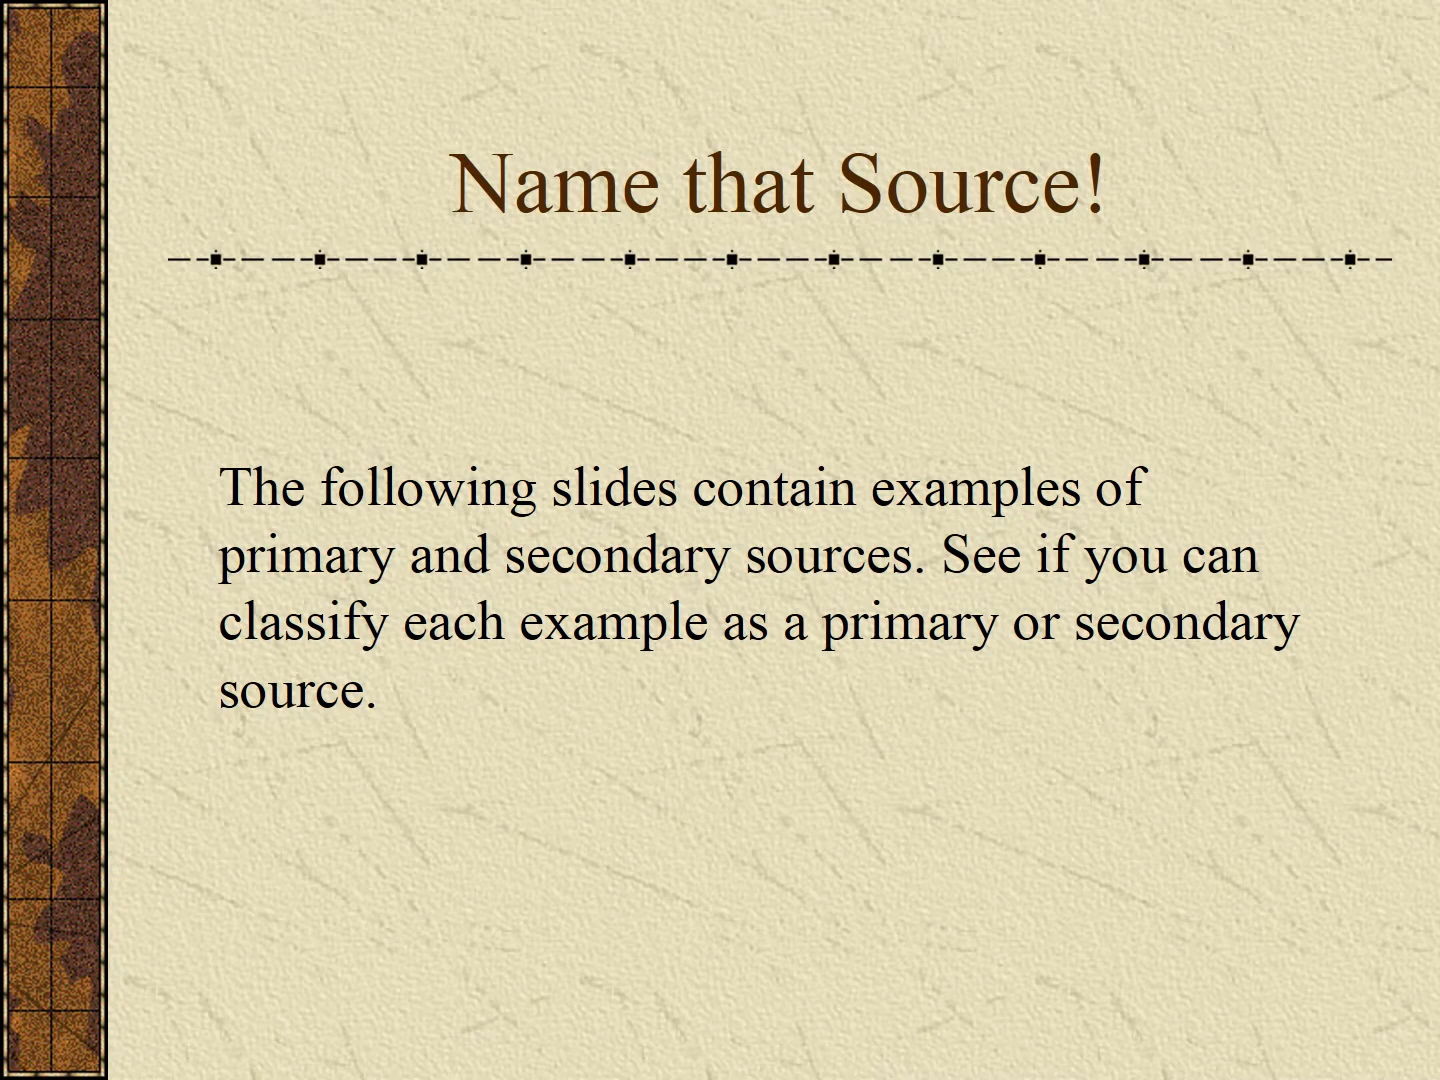 Name that Source!
The following slides contain examples of
primary and secondary sources. See if you can
classify each example as a primary or secondary
source.